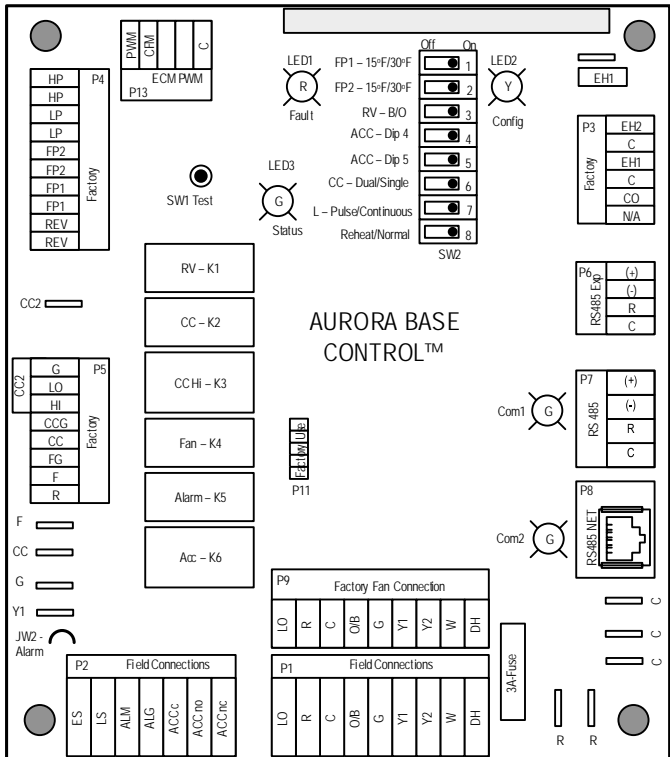 PWM
CFM
C
P13
ECM PWM
Off
On
LED1
R
Fault
LED2
Y
Config
FP1 – 15ºF/30ºF
1
FP2 – 15ºF/30ºF
2
RV – B/O
3
ACC – Dip 4
4
ACC – Dip 5
5
CC – Dual/Single
6
L – Pulse/Continuous
7
Reheat/Normal
8
SW2
LED3
G
Status
SW1 Test
EH1
P4
HP
HP
LP
LP
FP2
FP2
FP1
FP1
REV
REV
Factory
P3
EH2
C
EH1
C
CO
N/A
Factory
P6
(+)
(-)
R
C
RS485 Exp
RV – K1
CC – K2
CC Hi – K3
Fan – K4
Alarm – K5
Acc – K6
AURORA BASE
CONTROL™
CC2
CC2
P5
G
LO
HI
CCG
CC
FG
F
R
Factory
Factory Use
P11
Com1
G
P7
(+)
(-)
R
C
RS 485
Com2
G
P8
RS485 NET
F
CC
G
Y1
JW2 -
Alarm
P9
Factory Fan Connection
LO
R
C
O/B
G
Y1
Y2
W
DH
P2
Field Connections
ES
LS
ALM
ALG
ACC c
ACC no
ACC nc
P1
Field Connections
LO
R
C
O/B
G
Y1
Y2
W
DH
3A-Fuse
C
C
C
R
R